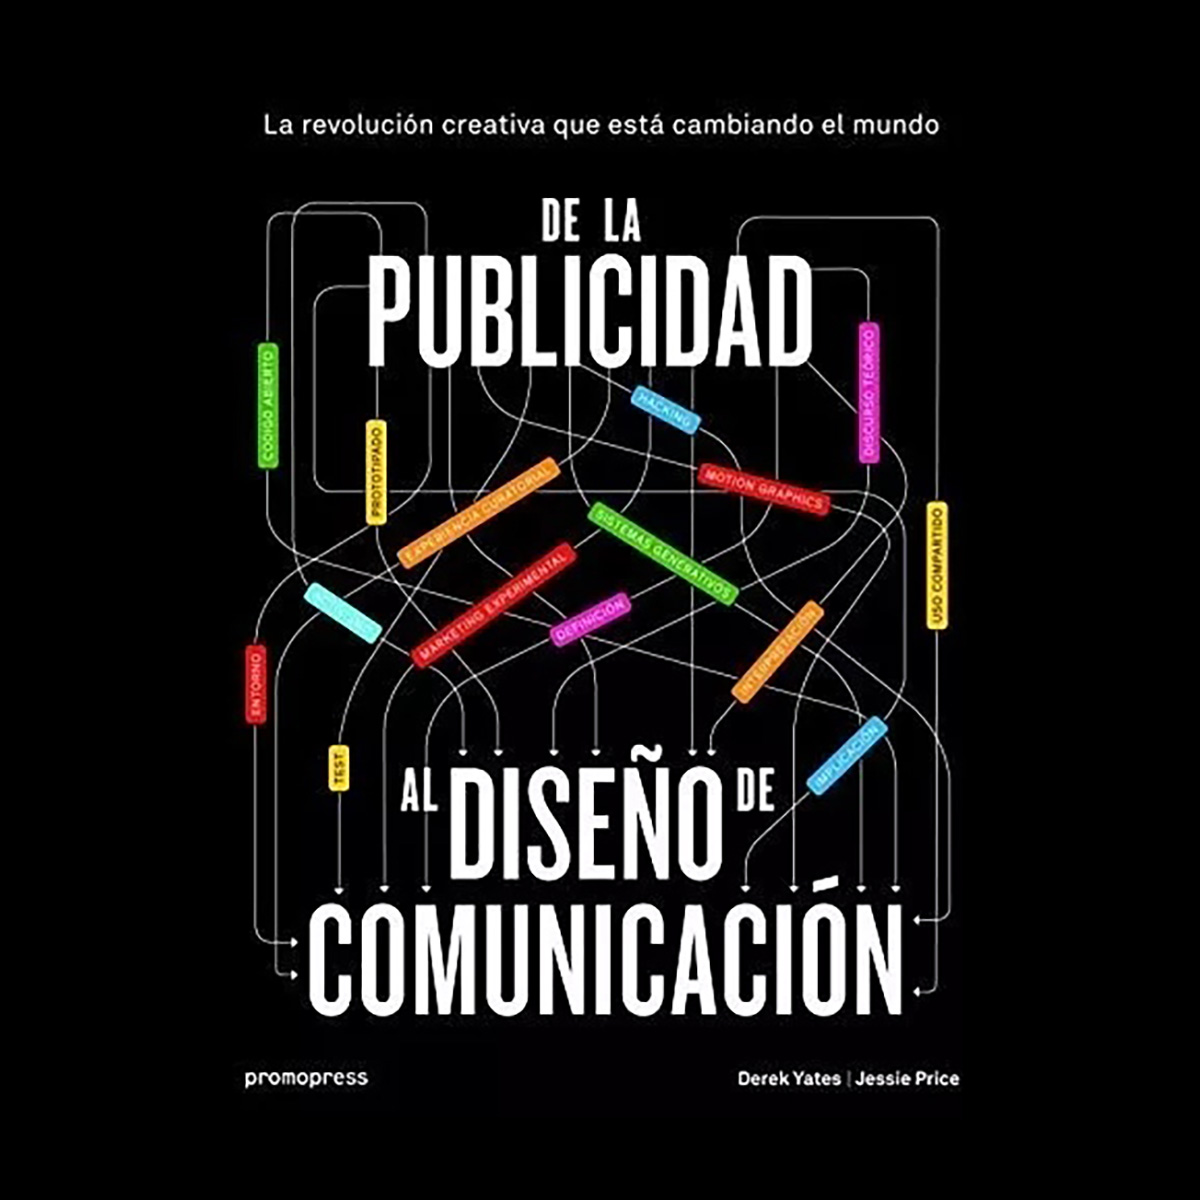 La revolución creativa que está cambiando el mundo
DE LA
PUBLICIDAD
CÓDIGO ABIERTO
PROTOTIPADO
HACKING
DISCURSO TEÓRICO
EXPERIENCIA CURATORIAL
MOTION GRAPHICS
SISTEMAS GENERATIVOS
USO COMPARTIDO
MARKETING EXPERIMENTAL
DEFINICIÓN
INTERPRETACIÓN
ENTORNO
TEST
IMPLICACIÓN
AL DISEÑO DE
COMUNICACIÓN
promopress
Derek Yates | Jessie Price